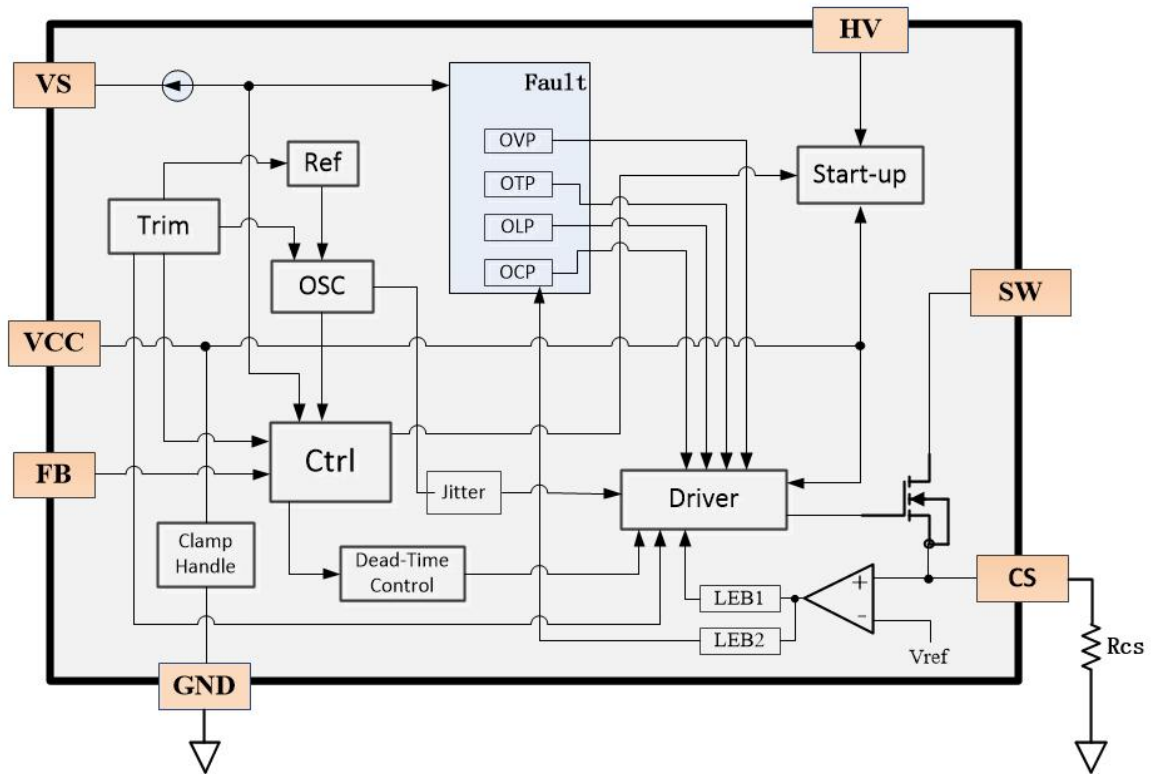 HV
VS
Fault
OVP
Ref
Start-up
OTP
Trim
OLP
OSC
OCP
SW
VCC
Ctrl
FB
Jitter
Driver
Clamp
Handle
Dead-Time
Control
CS
+
LEB1
-
LEB2
Vref
Rcs
GND